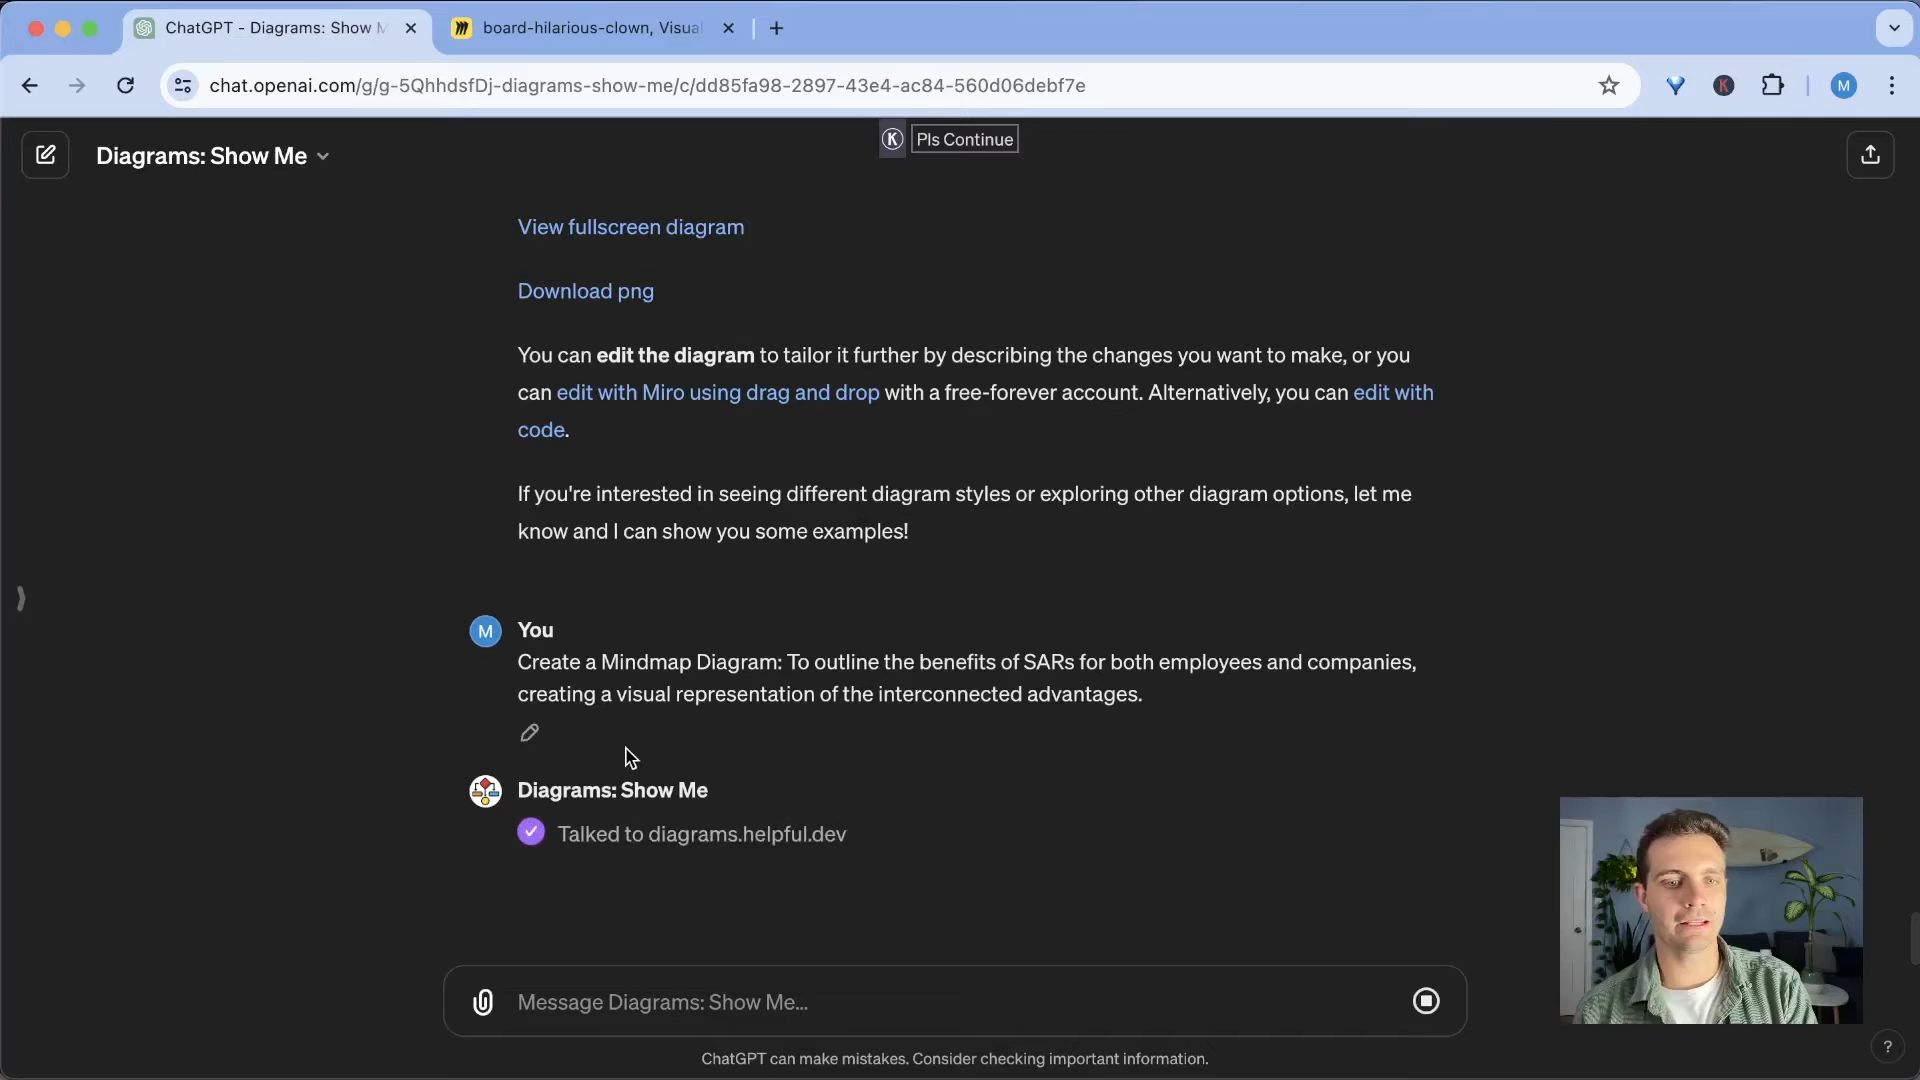 ChatGPT - Diagrams: Show M
board-hilarious-clown, Visual
chat.openai.com/g/g-5QhhdsfDj-diagrams-show-me/c/dd85fa98-2897-43e4-ac84-560d06debf7e
K
M
Diagrams: Show Me
K Pls Continue
View fullscreen diagram
Download png
You can edit the diagram to tailor it further by describing the changes you want to make, or you
can edit with Miro using drag and drop with a free-forever account. Alternatively, you can edit with
code.
If you're interested in seeing different diagram styles or exploring other diagram options, let me
know and I can show you some examples!
M You
Create a Mindmap Diagram: To outline the benefits of SARs for both employees and companies,
creating a visual representation of the interconnected advantages.
Diagrams: Show Me
Talked to diagrams.helpful.dev
Message Diagrams: Show Me...
ChatGPT can make mistakes. Consider checking important information.
?